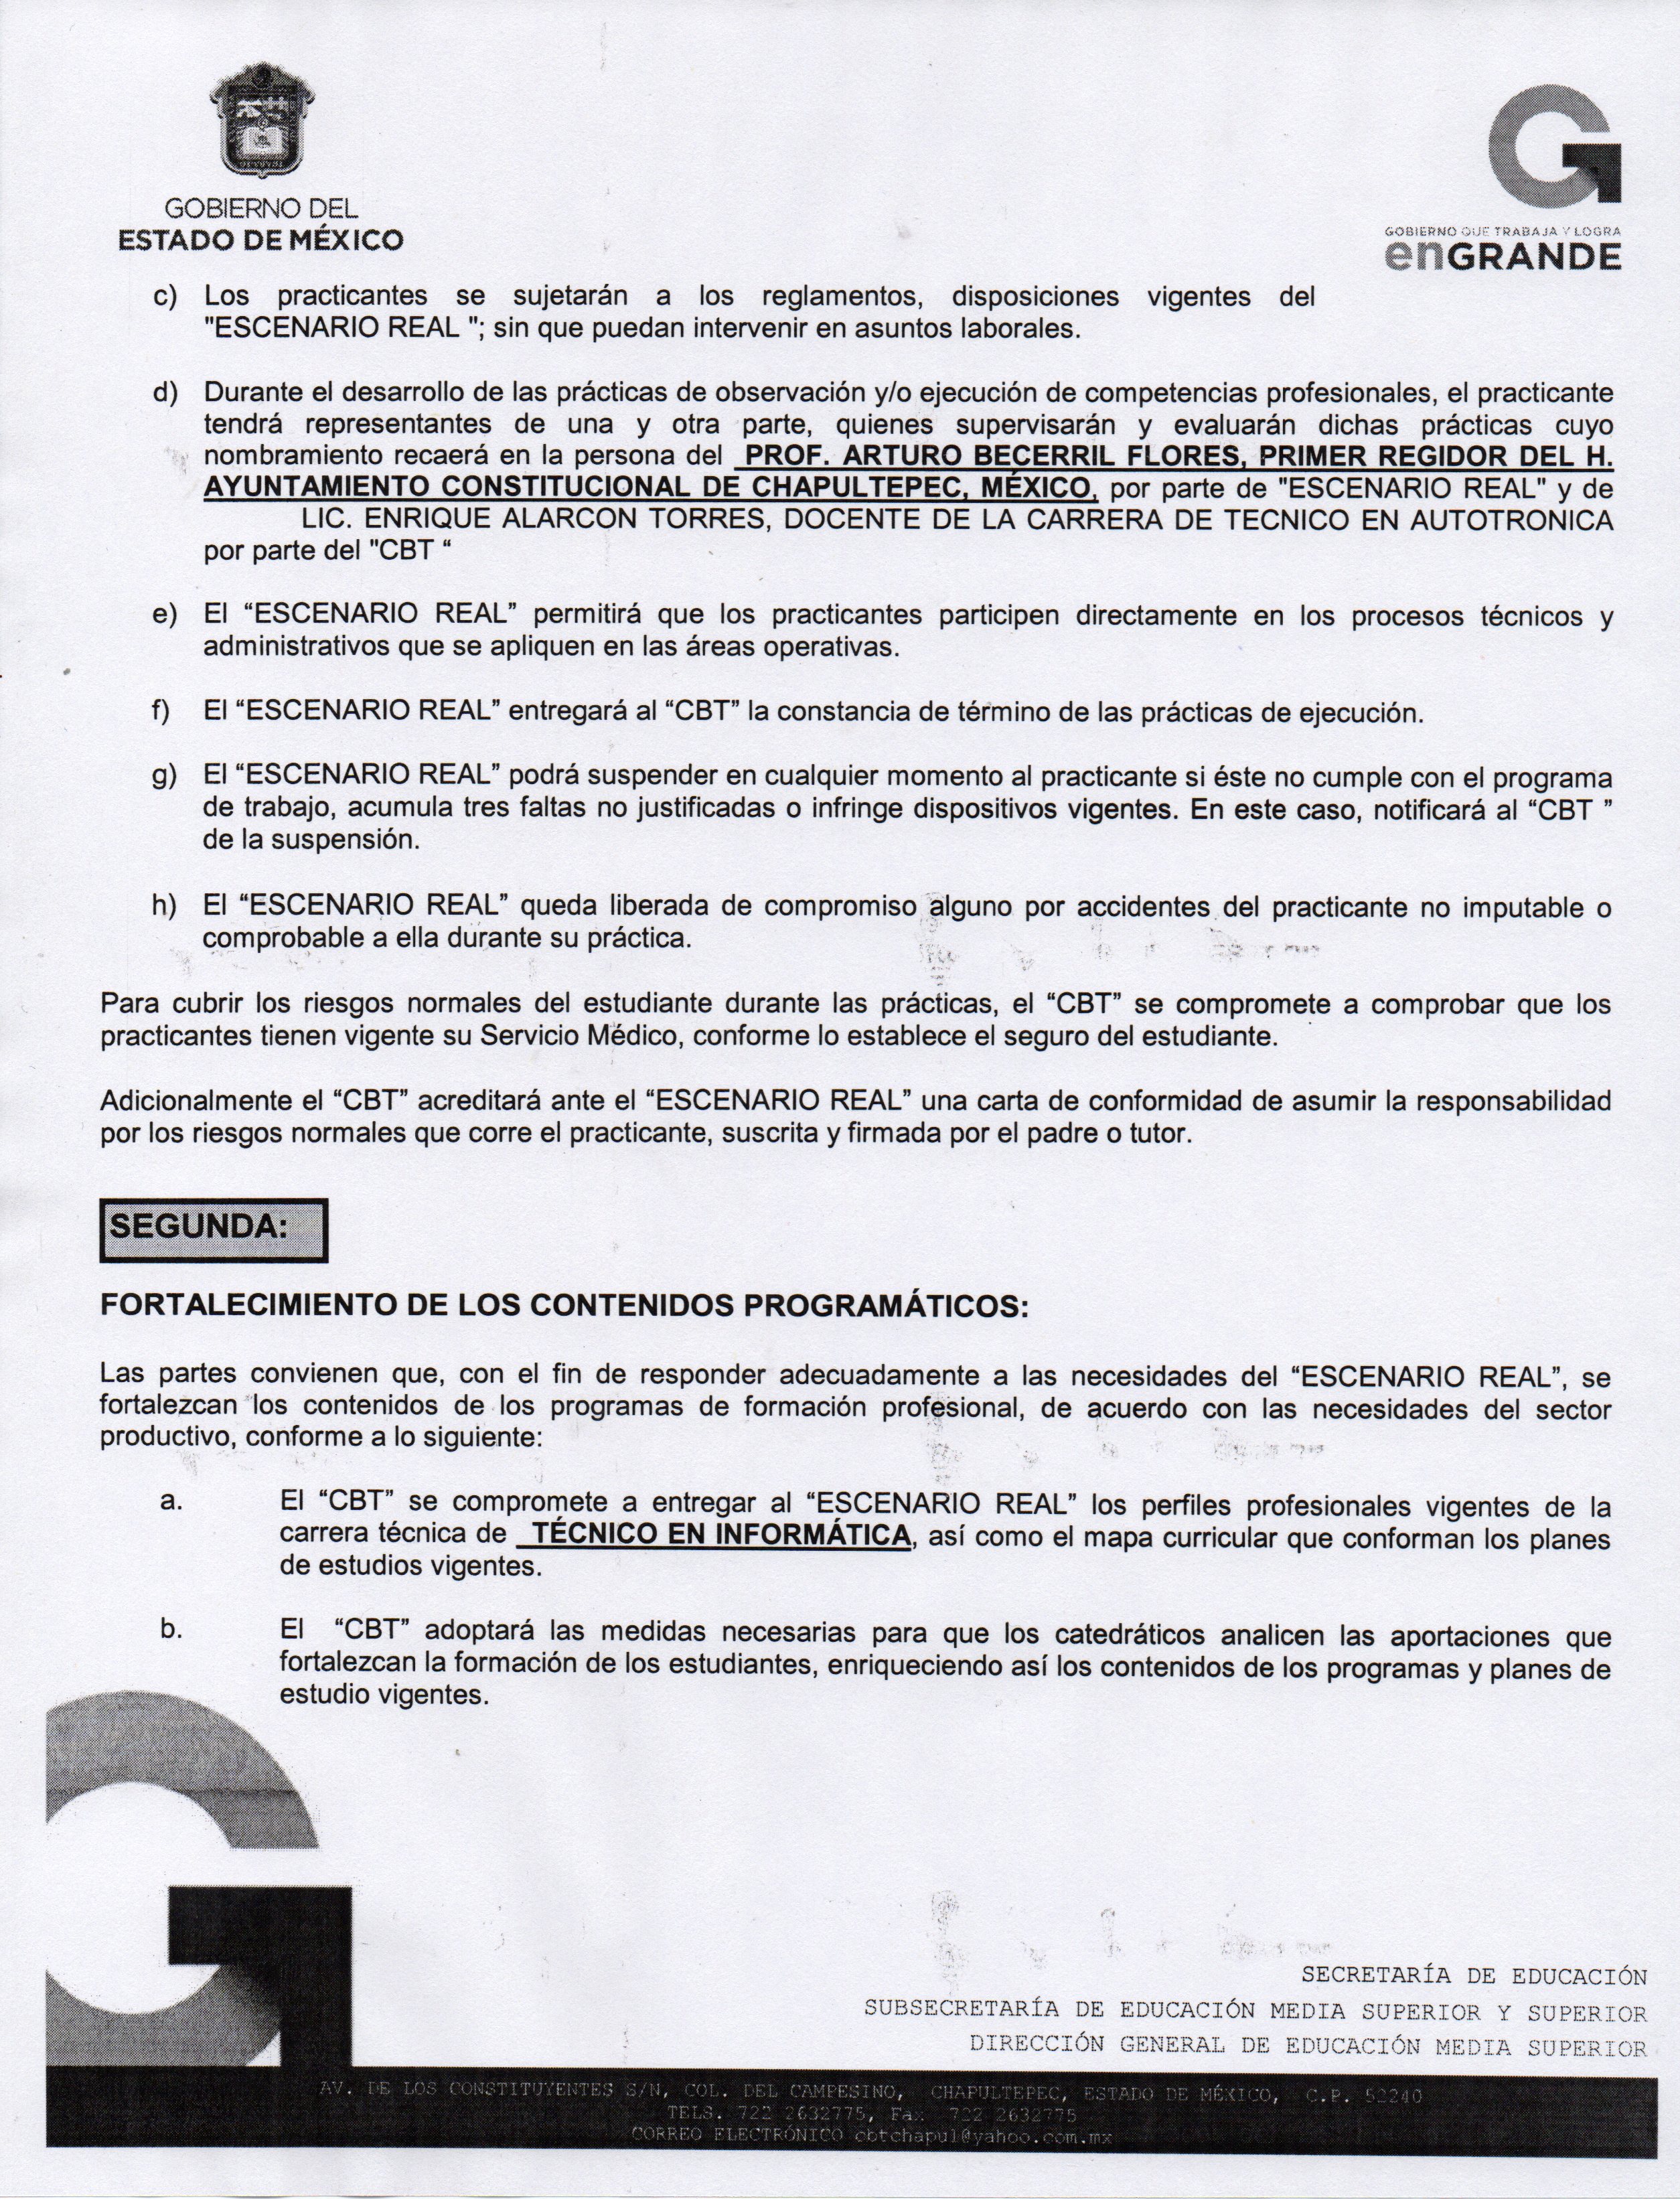 GOBIERNO DEL
ESTADO DE MÉXICO
GOBIERNO QUE TRABAJA Y LOGRA
enGRANDE
c) Los practicantes se sujetarán a los reglamentos, disposiciones vigentes del
"ESCENARIO REAL "; sin que puedan intervenir en asuntos laborales.
d) Durante el desarrollo de las prácticas de observación y/o ejecución de competencias profesionales, el practicante
tendrá representantes de una y otra parte, quienes supervisarán y evaluarán dichas prácticas cuyo
nombramiento recaerá en la persona del PROF. ARTURO BECERRIL FLORES, PRIMER REGIDOR DEL H.
AYUNTAMIENTO CONSTITUCIONAL DE CHAPULTEPEC, MÉXICO, por parte de "ESCENARIO REAL" y de
LIC. ENRIQUE ALARCON TORRES, DOCENTE DE LA CARRERA DE TECNICO EN AUTOTRONICA
por parte del "CBT “
e) El “ESCENARIO REAL” permitirá que los practicantes participen directamente en los procesos técnicos y
administrativos que se apliquen en las áreas operativas.
f) El “ESCENARIO REAL” entregará al “CBT” la constancia de término de las prácticas de ejecución.
g) El “ESCENARIO REAL” podrá suspender en cualquier momento al practicante si éste no cumple con el programa
de trabajo, acumula tres faltas no justificadas o infringe dispositivos vigentes. En este caso, notificará al “CBT ”
de la suspensión.
h) El “ESCENARIO REAL” queda liberada de compromiso alguno por accidentes del practicante no imputable o
comprobable a ella durante su práctica.
Para cubrir los riesgos normales del estudiante durante las prácticas, el “CBT” se compromete a comprobar que los
practicantes tienen vigente su Servicio Médico, conforme lo establece el seguro del estudiante.
Adicionalmente el “CBT” acreditará ante el “ESCENARIO REAL” una carta de conformidad de asumir la responsabilidad
por los riesgos normales que corre el practicante, suscrita y firmada por el padre o tutor.
SEGUNDA:
FORTALECIMIENTO DE LOS CONTENIDOS PROGRAMÁTICOS:
Las partes convienen que, con el fin de responder adecuadamente a las necesidades del “ESCENARIO REAL”, se
fortalezcan los contenidos de los programas de formación profesional, de acuerdo con las necesidades del sector
productivo, conforme a lo siguiente:
a. El “CBT” se compromete a entregar al “ESCENARIO REAL” los perfiles profesionales vigentes de la
carrera técnica de TÉCNICO EN INFORMÁTICA, así como el mapa curricular que conforman los planes
de estudios vigentes.
b. El “CBT” adoptará las medidas necesarias para que los catedráticos analicen las aportaciones que
fortalezcan la formación de los estudiantes, enriqueciendo así los contenidos de los programas y planes de
estudio vigentes.
SECRETARÍA DE EDUCACIÓN
SUBSECRETARÍA DE EDUCACIÓN MEDIA SUPERIOR Y SUPERIOR
DIRECCIÓN GENERAL DE EDUCACIÓN MEDIA SUPERIOR
AV. DE LOS CONSTITUYENTES S/N, COL. DEL CAMPESINO, CHAPULTEPEC, ESTADO DE MÉXICO, C.P. 52240
TELS. 722 2632775, Fax 722 2632775
CORREO ELECTRÓNICO cbtchapul@yahoo.com.mx